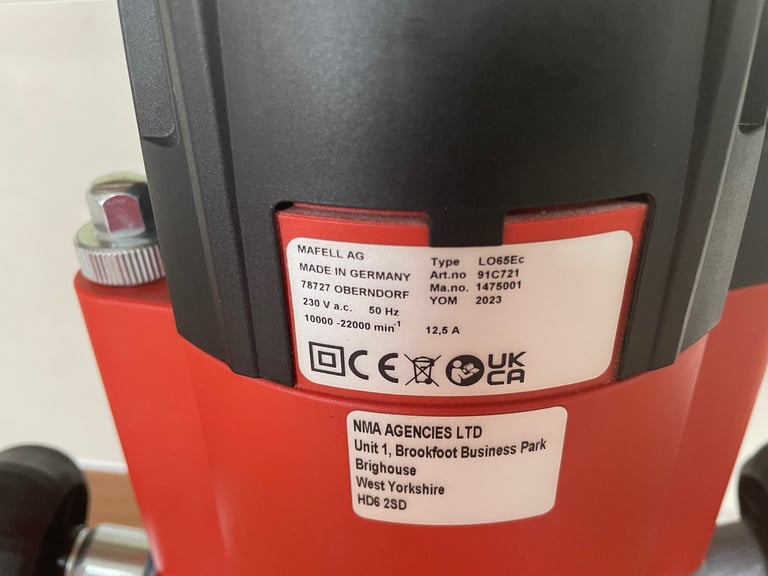 MAFELL AG
MADE IN GERMANY
78727 OBERNDORF
230 V a.c. 50 Hz
10000 -22000 min⁻¹ 12,5 A
Type LO65Ec
Art.no 91C721
Ma.no. 1475001
YOM 2023
CE
UK
CA
NMA AGENCIES LTD
Unit 1, Brookfoot Business Park
Brighouse
West Yorkshire
HD6 2SD